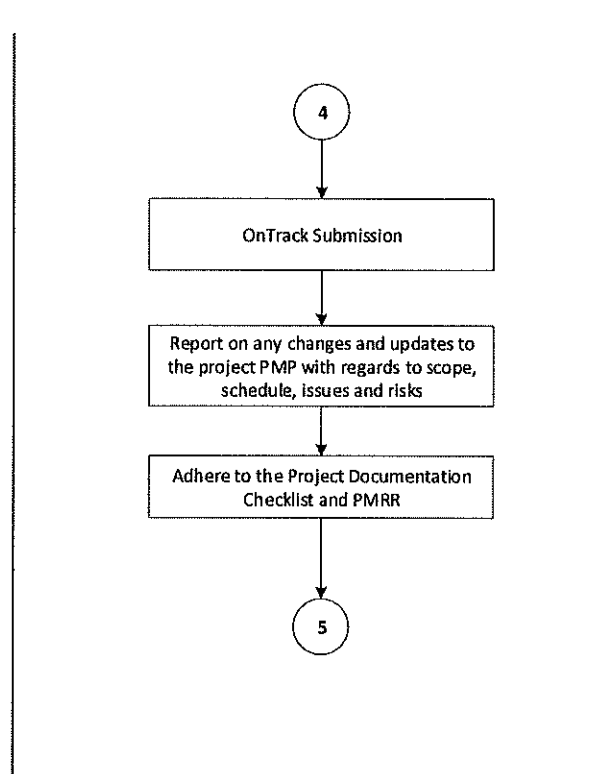 4
OnTrack Submission
Report on any changes and updates to
the project PMP with regards to scope,
schedule, issues and risks
Adhere to the Project Documentation
Checklist and PMRR
5